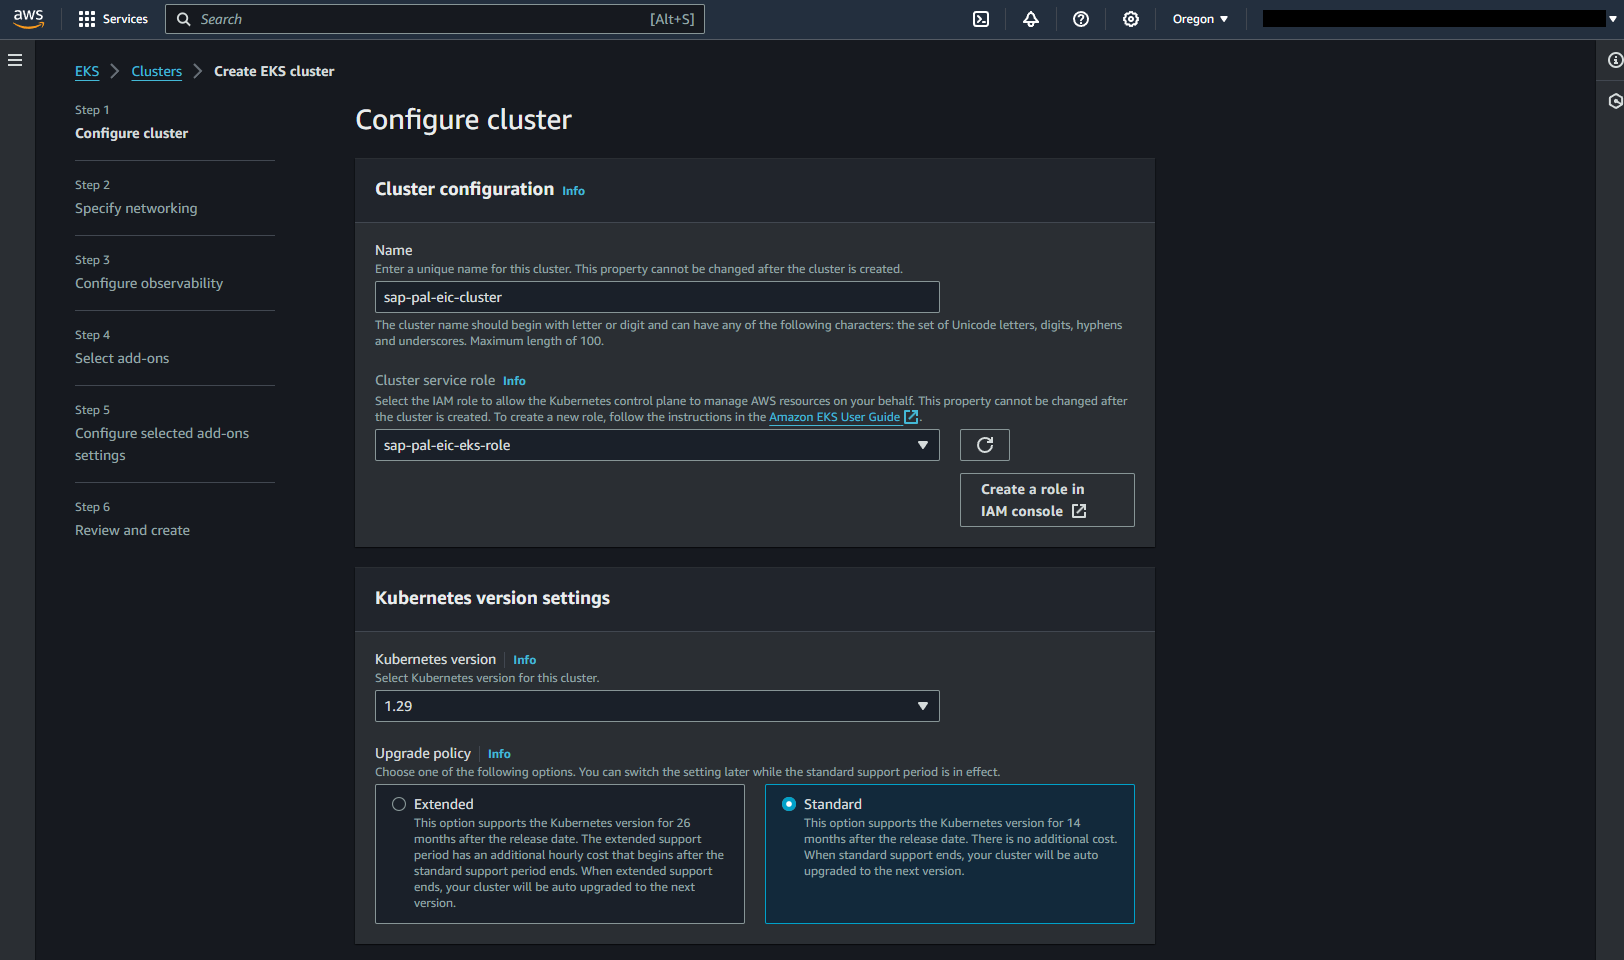 aws
Services
Search
[Alt+S]
Oregon
EKS
Clusters
Create EKS cluster
Step 1
Configure cluster
Step 2
Specify networking
Step 3
Configure observability
Step 4
Select add-ons
Step 5
Configure selected add-ons
settings
Step 6
Review and create
Configure cluster
Cluster configuration Info
Name
Enter a unique name for this cluster. This property cannot be changed after the cluster is created.
sap-pal-eic-cluster
The cluster name should begin with letter or digit and can have any of the following characters: the set of Unicode letters, digits, hyphens
and underscores. Maximum length of 100.
Cluster service role Info
Select the IAM role to allow the Kubernetes control plane to manage AWS resources on your behalf. This property cannot be changed after
the cluster is created. To create a new role, follow the instructions in the Amazon EKS User Guide.
sap-pal-eic-eks-role
Create a role in
IAM console
Kubernetes version settings
Kubernetes version Info
Select Kubernetes version for this cluster.
1.29
Upgrade policy Info
Choose one of the following options. You can switch the setting later while the standard support period is in effect.
Extended
This option supports the Kubernetes version for 26
months after the release date. The extended support
period has an additional hourly cost that begins after the
standard support period ends. When extended support
ends, your cluster will be auto upgraded to the next
version.
Standard
This option supports the Kubernetes version for 14
months after the release date. There is no additional cost.
When standard support ends, your cluster will be auto
upgraded to the next version.